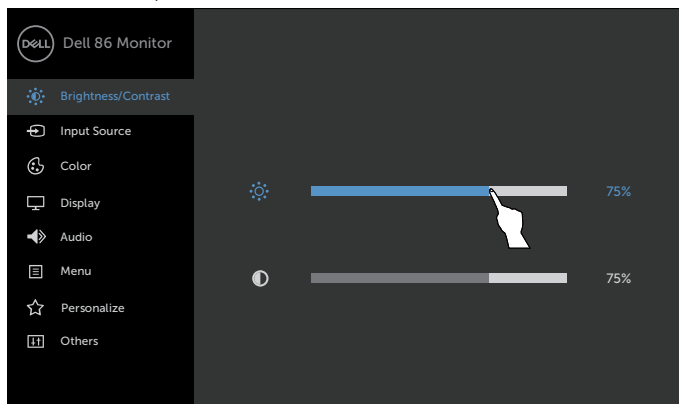 DELL Dell 86 Monitor
Brightness/Contrast
Input Source
Color
75%
Display
Audio
Menu
75%
Personalize
Others